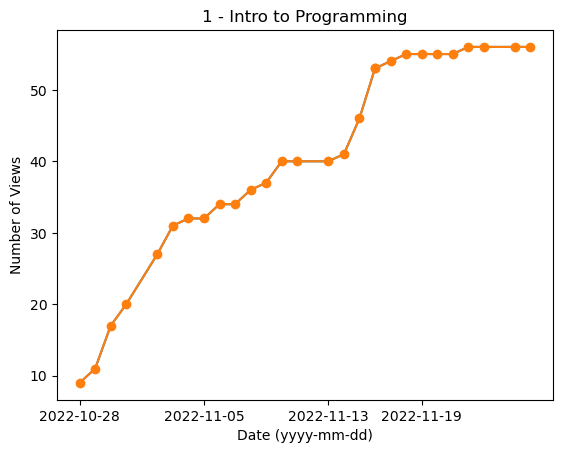 1 - Intro to Programming
Number of Views
50
40
30
20
10
2022-10-28 2022-11-05 2022-11-13 2022-11-19
Date (yyyy-mm-dd)